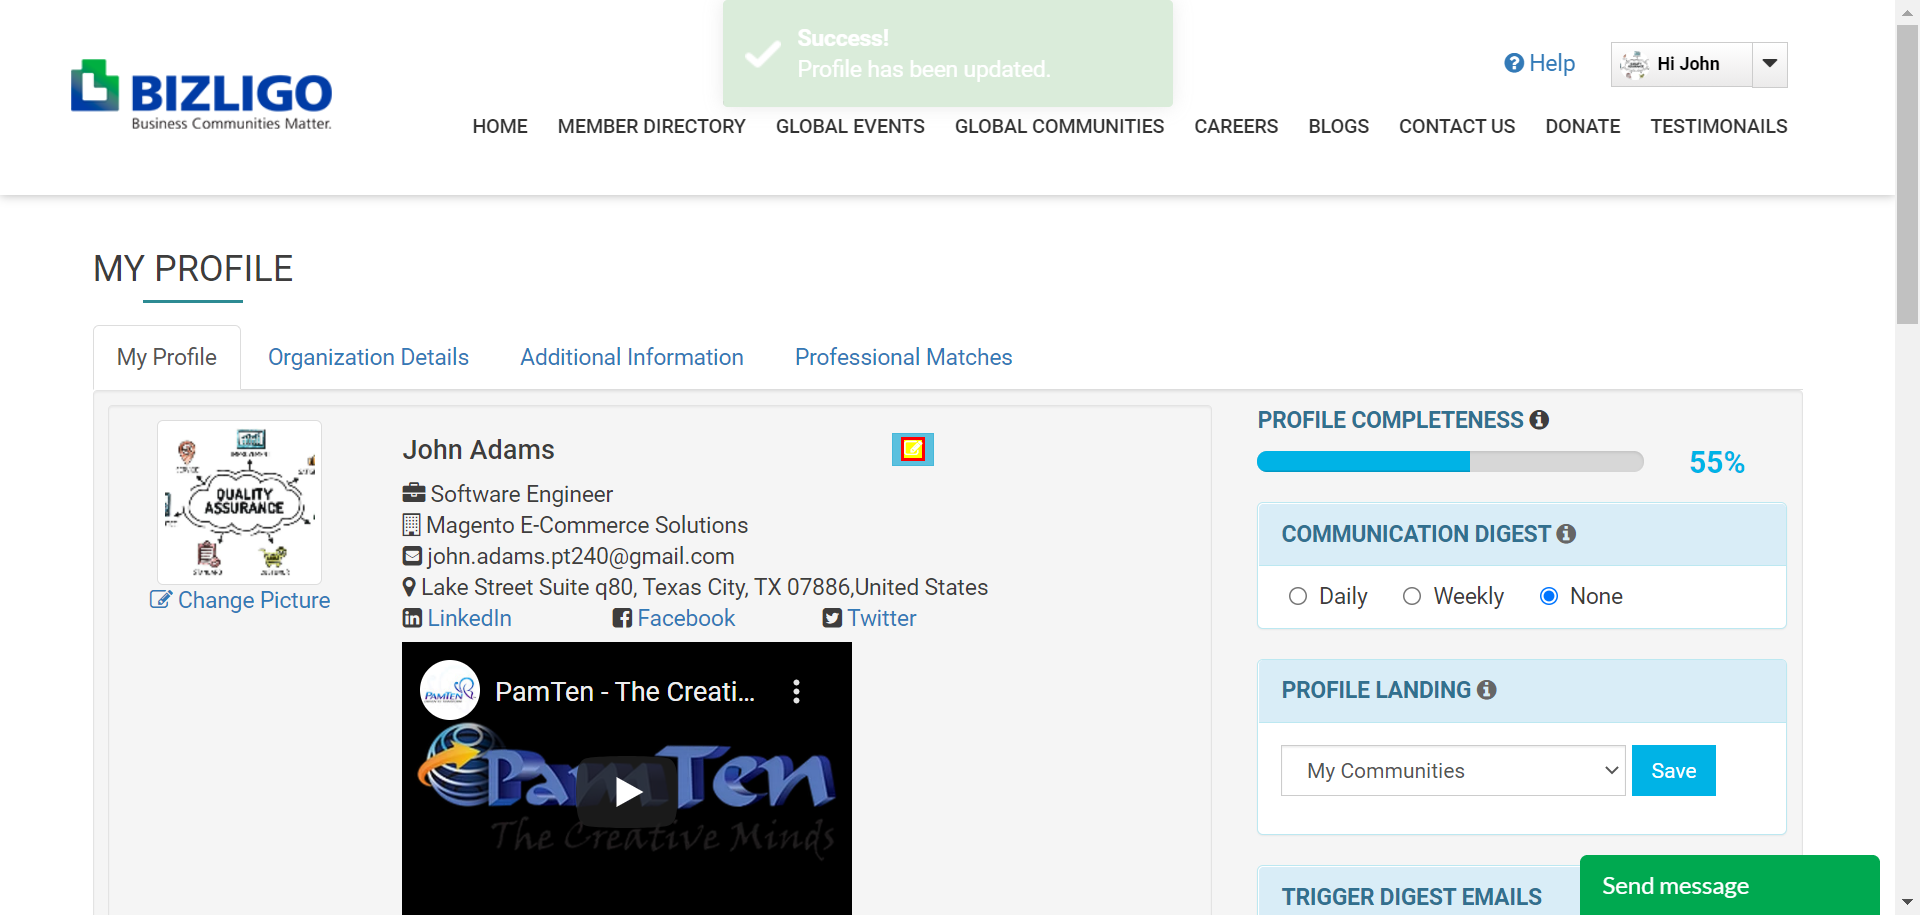 Success!
Profile has been updated.
BIZLIGO
Business Communities Matter.
Help
Hi John
HOME MEMBER DIRECTORY GLOBAL EVENTS GLOBAL COMMUNITIES CAREERS BLOGS CONTACT US DONATE TESTIMONAILS
MY PROFILE
My Profile Organization Details Additional Information Professional Matches
QUALITY
ASSURANCE
Change Picture
John Adams
Software Engineer
Magento E-Commerce Solutions
john.adams.pt240@gmail.com
Lake Street Suite q80, Texas City, TX 07886,United States
LinkedIn Facebook Twitter
PAMTEN
PamTen - The Creati...
PamTen
The Creative Minds
PROFILE COMPLETENESS
55%
COMMUNICATION DIGEST
Daily Weekly None
PROFILE LANDING
My Communities Save
TRIGGER DIGEST EMAILS
Send message